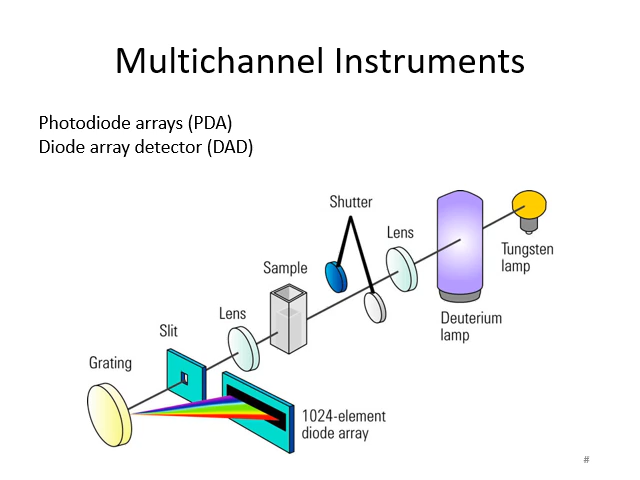 Multichannel Instruments
Photodiode arrays (PDA)
Diode array detector (DAD)
Shutter
Lens
Tungsten
lamp
Sample
Deuterium
lamp
Lens
Slit
Grating
1024-element
diode array
#